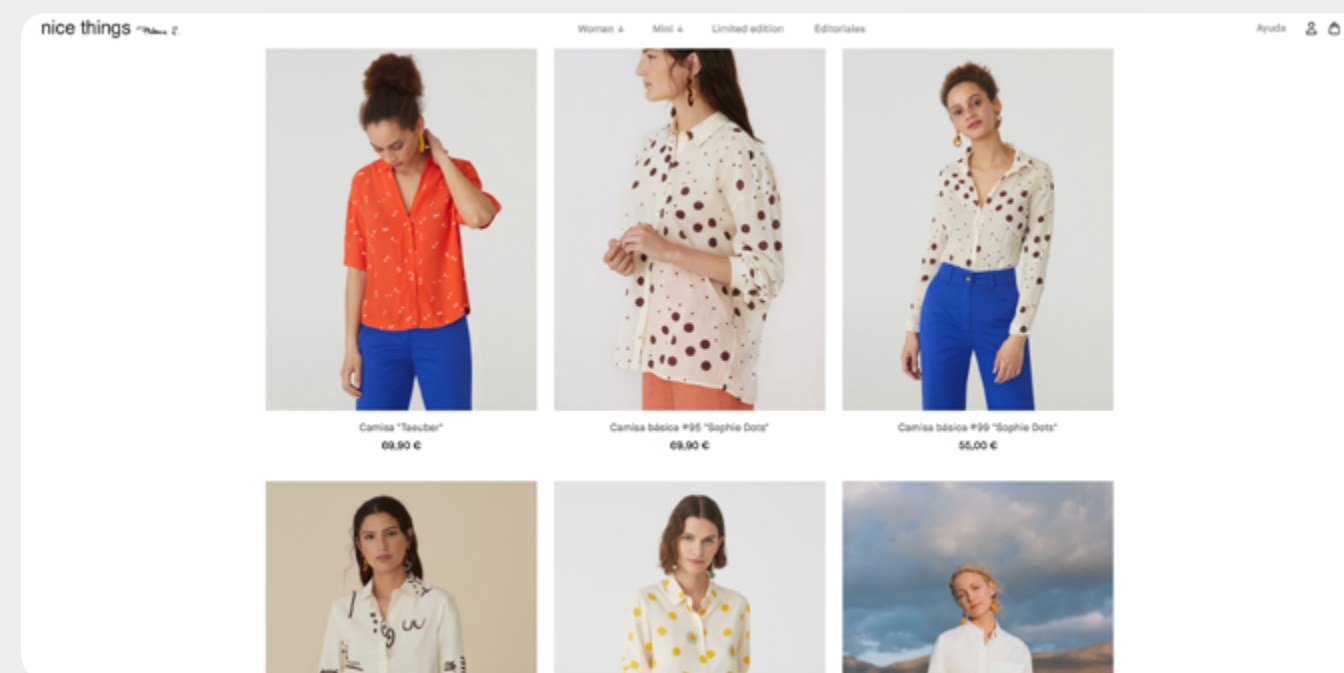 nice things
Woman ↓ Mini ↓ Limited edition Editoriales
Ayuda
Camisa "Taeuber"
69,90 €
Camisa básica #95 "Sophie Dots"
69,90 €
Camisa básica #99 "Sophie Dots"
55,00 €